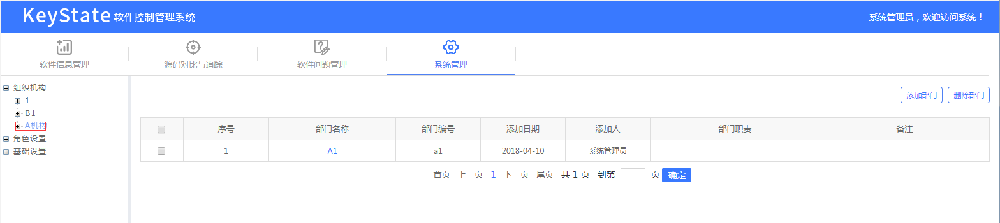 KeyState 软件控制管理系统
系统管理员，欢迎访问系统！
软件信息管理 源码对比与追踪 软件问题管理 系统管理
组织机构
1
B1
A机构
角色设置
基础设置
添加部门 删除部门
序号 部门名称 部门编号 添加日期 添加人 部门职责 备注
1 A1 a1 2018-04-10 系统管理员
首页 上一页 1 下一页 尾页 共 1 页 到第 页 确定